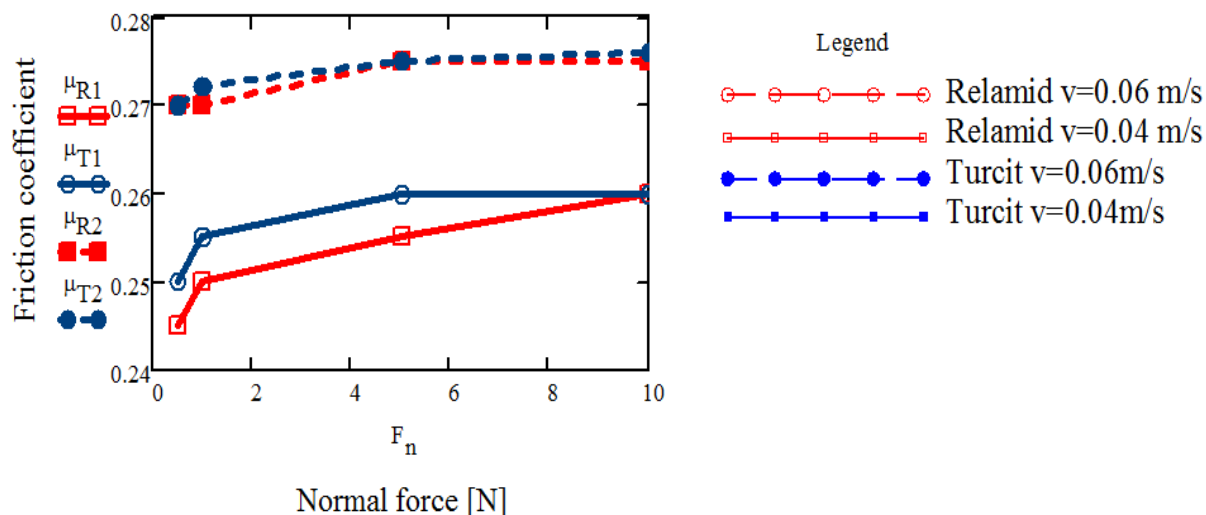 Friction coefficient
μR1
μT1
μR2
μT2
0.28
0.27
0.26
0.25
0.24
0 2 4 6 8 10
Fn
Normal force [N]
Legend
Relamid v=0.06 m/s
Relamid v=0.04 m/s
Turcit v=0.06m/s
Turcit v=0.04m/s